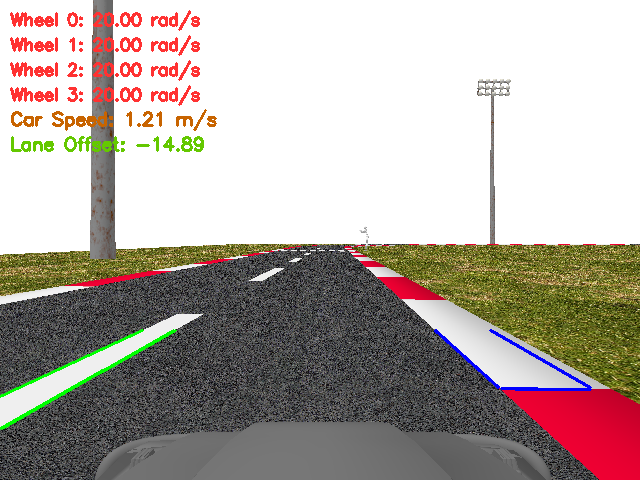 Wheel 0: 20.00 rad/s
Wheel 1: 20.00 rad/s
Wheel 2: 20.00 rad/s
Wheel 3: 20.00 rad/s
Car Speed: 1.21 m/s
Lane Offset: -14.89